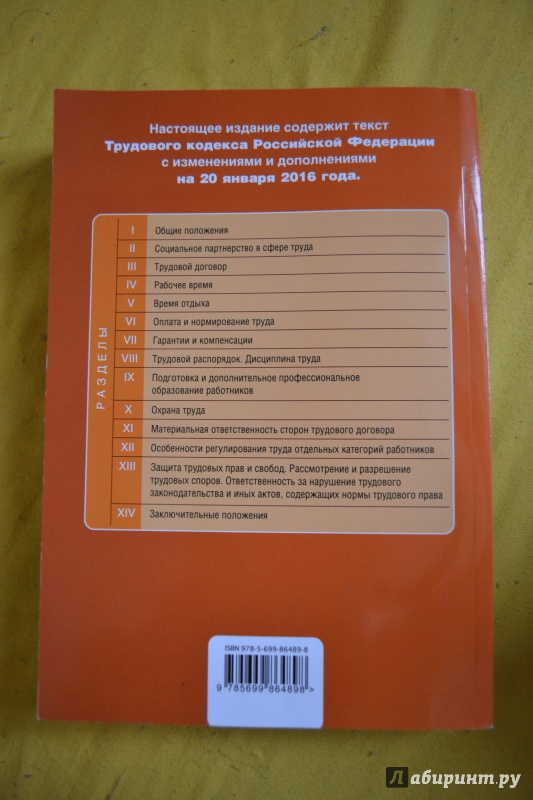 Настоящее издание содержит текст
Трудового кодекса Российской Федерации
с изменениями и дополнениями
на 20 января 2016 года.
РАЗДЕЛЫ
I Общие положения
II Социальное партнерство в сфере труда
III Трудовой договор
IV Рабочее время
V Время отдыха
VI Оплата и нормирование труда
VII Гарантии и компенсации
VIII Трудовой распорядок. Дисциплина труда
IX Подготовка и дополнительное профессиональное
образование работников
X Охрана труда
XI Материальная ответственность сторон трудового договора
XII Особенности регулирования труда отдельных категорий работников
XIII Защита трудовых прав и свобод. Рассмотрение и разрешение
трудовых споров. Ответственность за нарушение трудового
законодательства и иных актов, содержащих нормы трудового права
XIV Заключительные положения
ISBN 978-5-699-86489-8
9 785699 864898 >
Лабиринт.ру